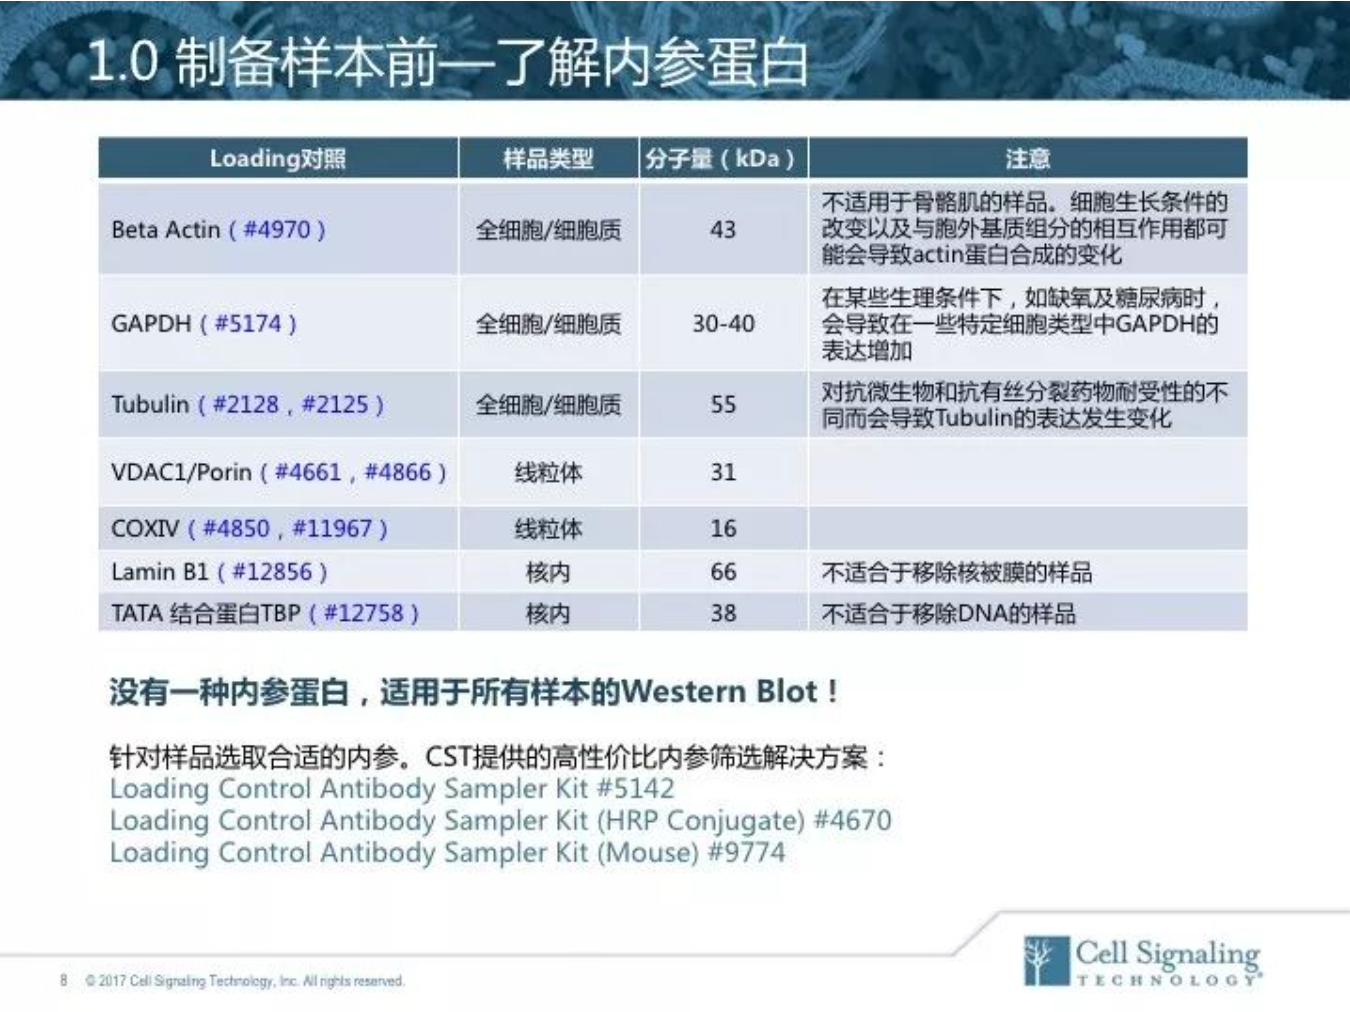 1.0 制备样本前—了解内参蛋白
Loading对照 样品类型 分子量（kDa） 注意
Beta Actin（#4970） 全细胞/细胞质 43 不适用于骨骼肌的样品。细胞生长条件的
改变以及与胞外基质组分的相互作用都可
能会导致actin蛋白合成的变化
GAPDH（#5174） 全细胞/细胞质 30-40 在某些生理条件下，如缺氧及糖尿病时，
会导致在一些特定细胞类型中GAPDH的
表达增加
Tubulin（#2128，#2125） 全细胞/细胞质 55 对抗微生物和抗有丝分裂药物耐受性的不
同而会导致Tubulin的表达发生变化
VDAC1/Porin（#4661，#4866） 线粒体 31
COXIV（#4850，#11967） 线粒体 16
Lamin B1（#12856） 核内 66 不适合于移除核被膜的样品
TATA 结合蛋白TBP（#12758） 核内 38 不适合于移除DNA的样品
没有一种内参蛋白，适用于所有样本的Western Blot！
针对样品选取合适的内参。CST提供的高性价比内参筛选解决方案：
Loading Control Antibody Sampler Kit #5142
Loading Control Antibody Sampler Kit (HRP Conjugate) #4670
Loading Control Antibody Sampler Kit (Mouse) #9774
8 © 2017 Cell Signaling Technology, Inc. All rights reserved.
Cell Signaling
TECHNOLOGY®